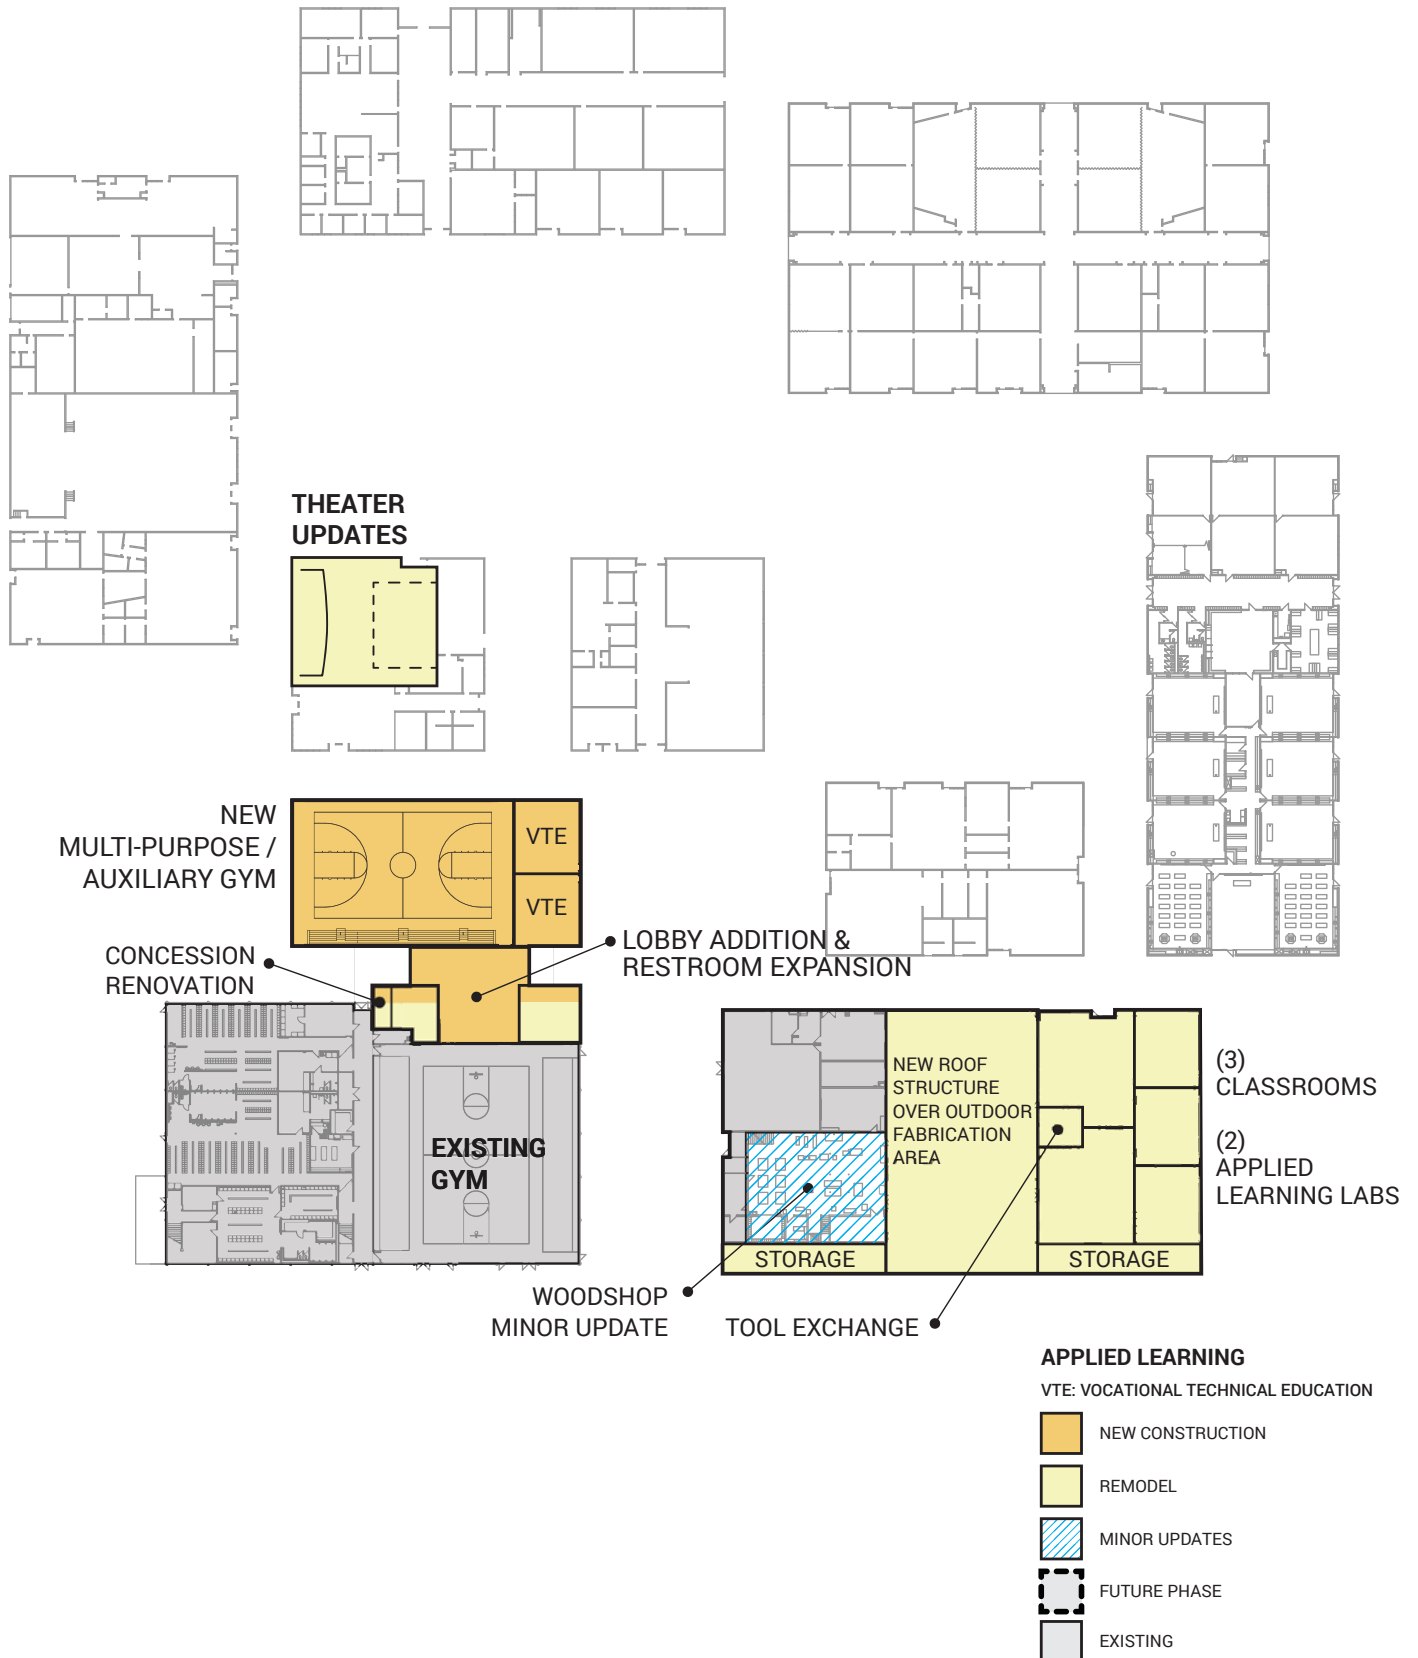 THEATER
UPDATES
NEW
MULTI-PURPOSE /
AUXILIARY GYM
VTE
VTE
CONCESSION
RENOVATION
LOBBY ADDITION &
RESTROOM EXPANSION
EXISTING
GYM
NEW ROOF
STRUCTURE
OVER OUTDOOR
FABRICATION
AREA
(3)
CLASSROOMS
(2)
APPLIED
LEARNING LABS
STORAGE
STORAGE
WOODSHOP
MINOR UPDATE
TOOL EXCHANGE
APPLIED LEARNING
VTE: VOCATIONAL TECHNICAL EDUCATION
NEW CONSTRUCTION
REMODEL
MINOR UPDATES
FUTURE PHASE
EXISTING